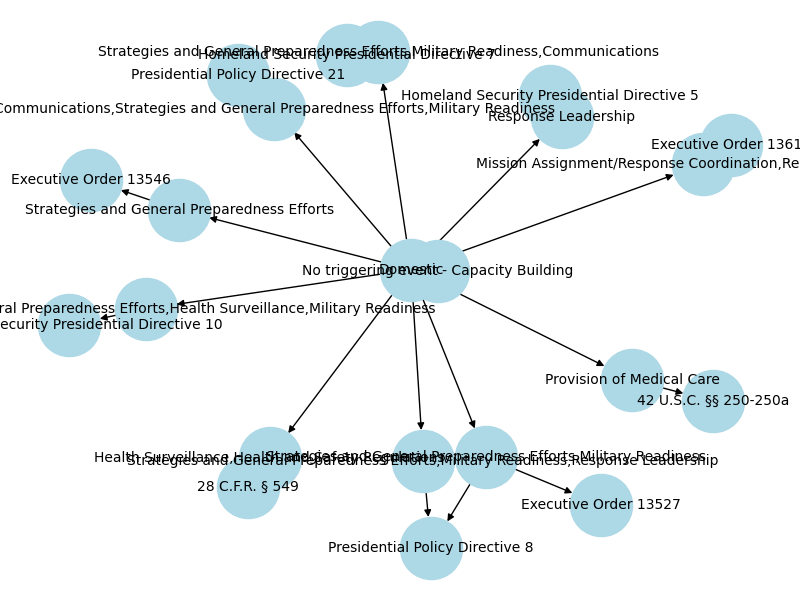 Strategies and General Preparedness Efforts,Military Readiness,Communications
Homeland Security Presidential Directive 7
Presidential Policy Directive 21
Homeland Security Presidential Directive 5
Communications,Strategies and General Preparedness Efforts,Military Readiness
Response Leadership
Executive Order 1361
Mission Assignment/Response Coordination,Re
Executive Order 13546
Strategies and General Preparedness Efforts
Domestic
No triggering event - Capacity Building
ral Preparedness Efforts,Health Surveillance,Military Readiness
ecurity Presidential Directive 10
Provision of Medical Care
42 U.S.C. §§ 250-250a
Health Surveillance,Health and Safety Regulations
Strategies and General Preparedness Efforts,Military Readiness
Strategies and General Preparedness Efforts,Military Readiness,Response Leadership
28 C.F.R. § 549
Executive Order 13527
Presidential Policy Directive 8